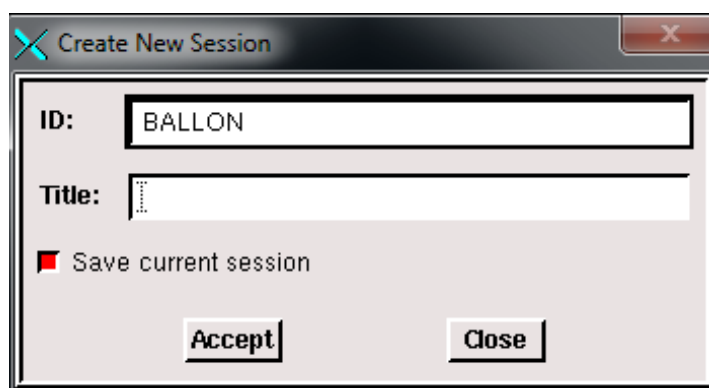 Create New Session
ID: BALLON
Title:
Save current session
Accept Close